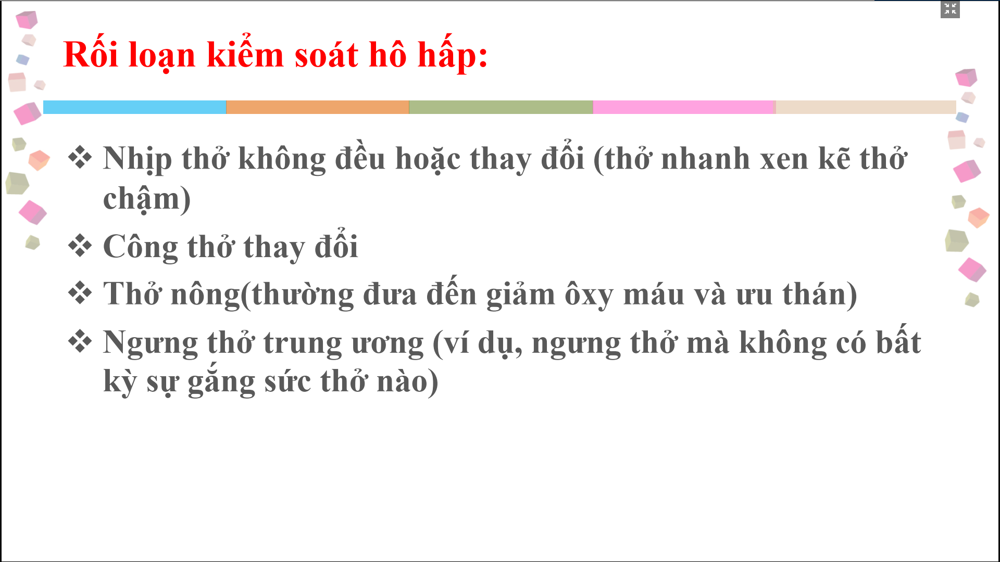 Rối loạn kiểm soát hô hấp:
❖ Nhịp thở không đều hoặc thay đổi (thở nhanh xen kẽ thở
chậm)
❖ Công thở thay đổi
❖ Thở nông(thường đưa đến giảm ôxy máu và ưu thán)
❖ Ngưng thở trung ương (ví dụ, ngưng thở mà không có bất
kỳ sự gắng sức thở nào)